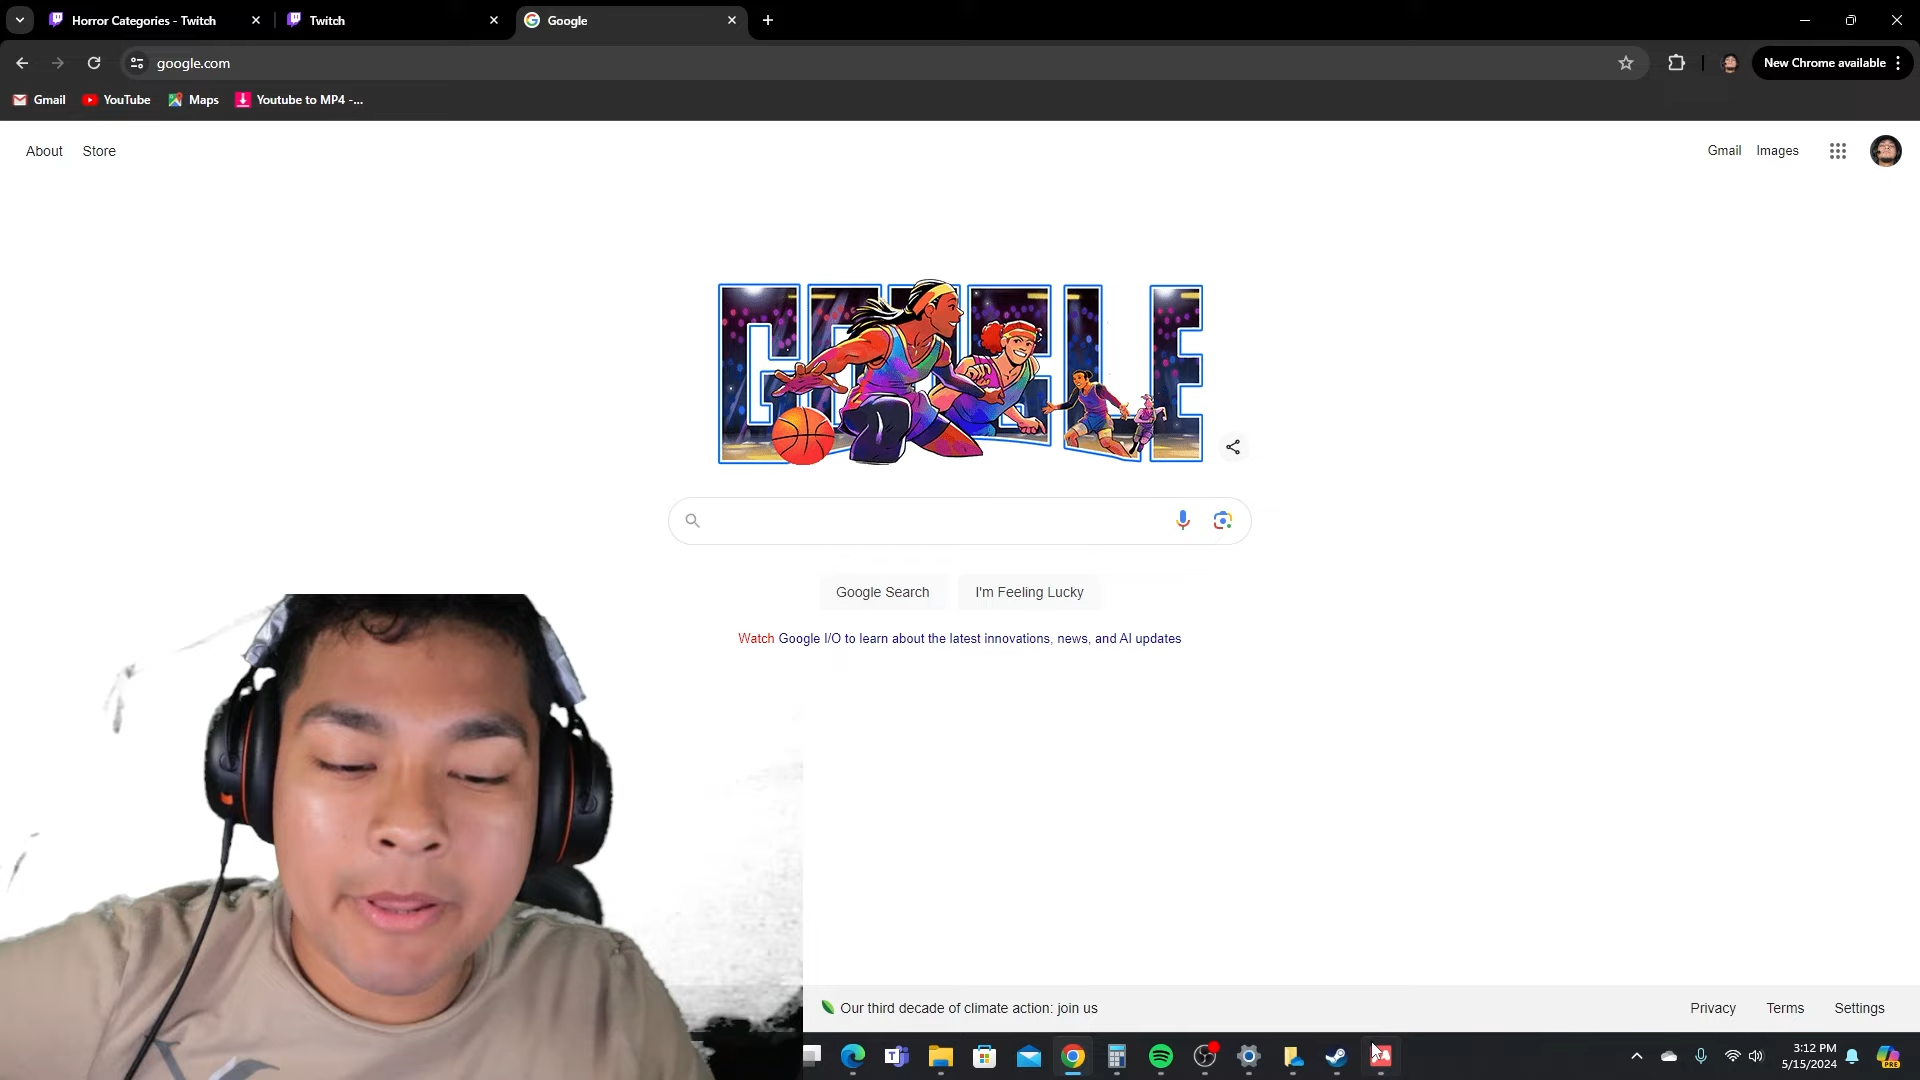 Horror Categories - Twitch
Twitch
Google
google.com
New Chrome available
Gmail
YouTube
Maps
Youtube to MP4 -...
About
Store
Gmail
Images
GOOGLE
Google Search
I'm Feeling Lucky
Watch Google I/O to learn about the latest innovations, news, and AI updates
Our third decade of climate action: join us
Privacy
Terms
Settings
3:12 PM
5/15/2024
PRE